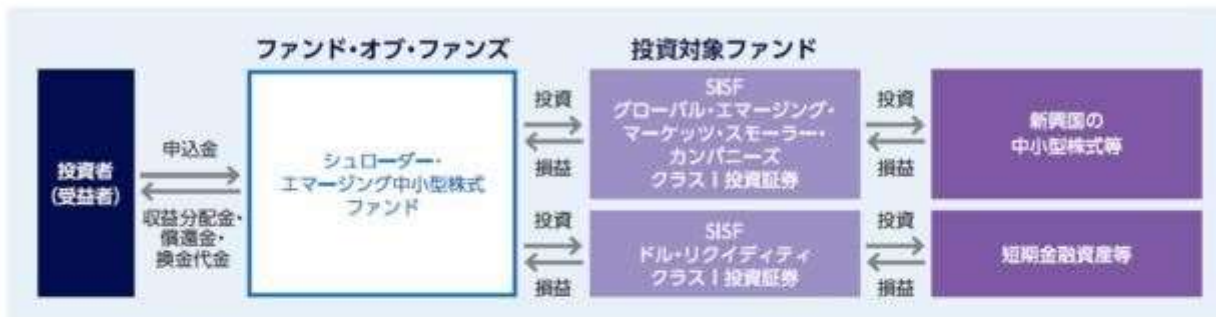 ファンド・オブ・ファンズ
投資対象ファンド
投資者
(受益者)
申込金
収益分配金・
償還金・
換金代金
シュローダー・
エマージング中小型株式
ファンド
投資
損益
SISF
グローバル・エマージング・
マーケッツ・スモーラー・
カンパニーズ
クラスI投資証券
投資
損益
新興国の
中小型株式等
投資
損益
SISF
ドル・リクイディティ
クラスI投資証券
投資
損益
短期金融資産等